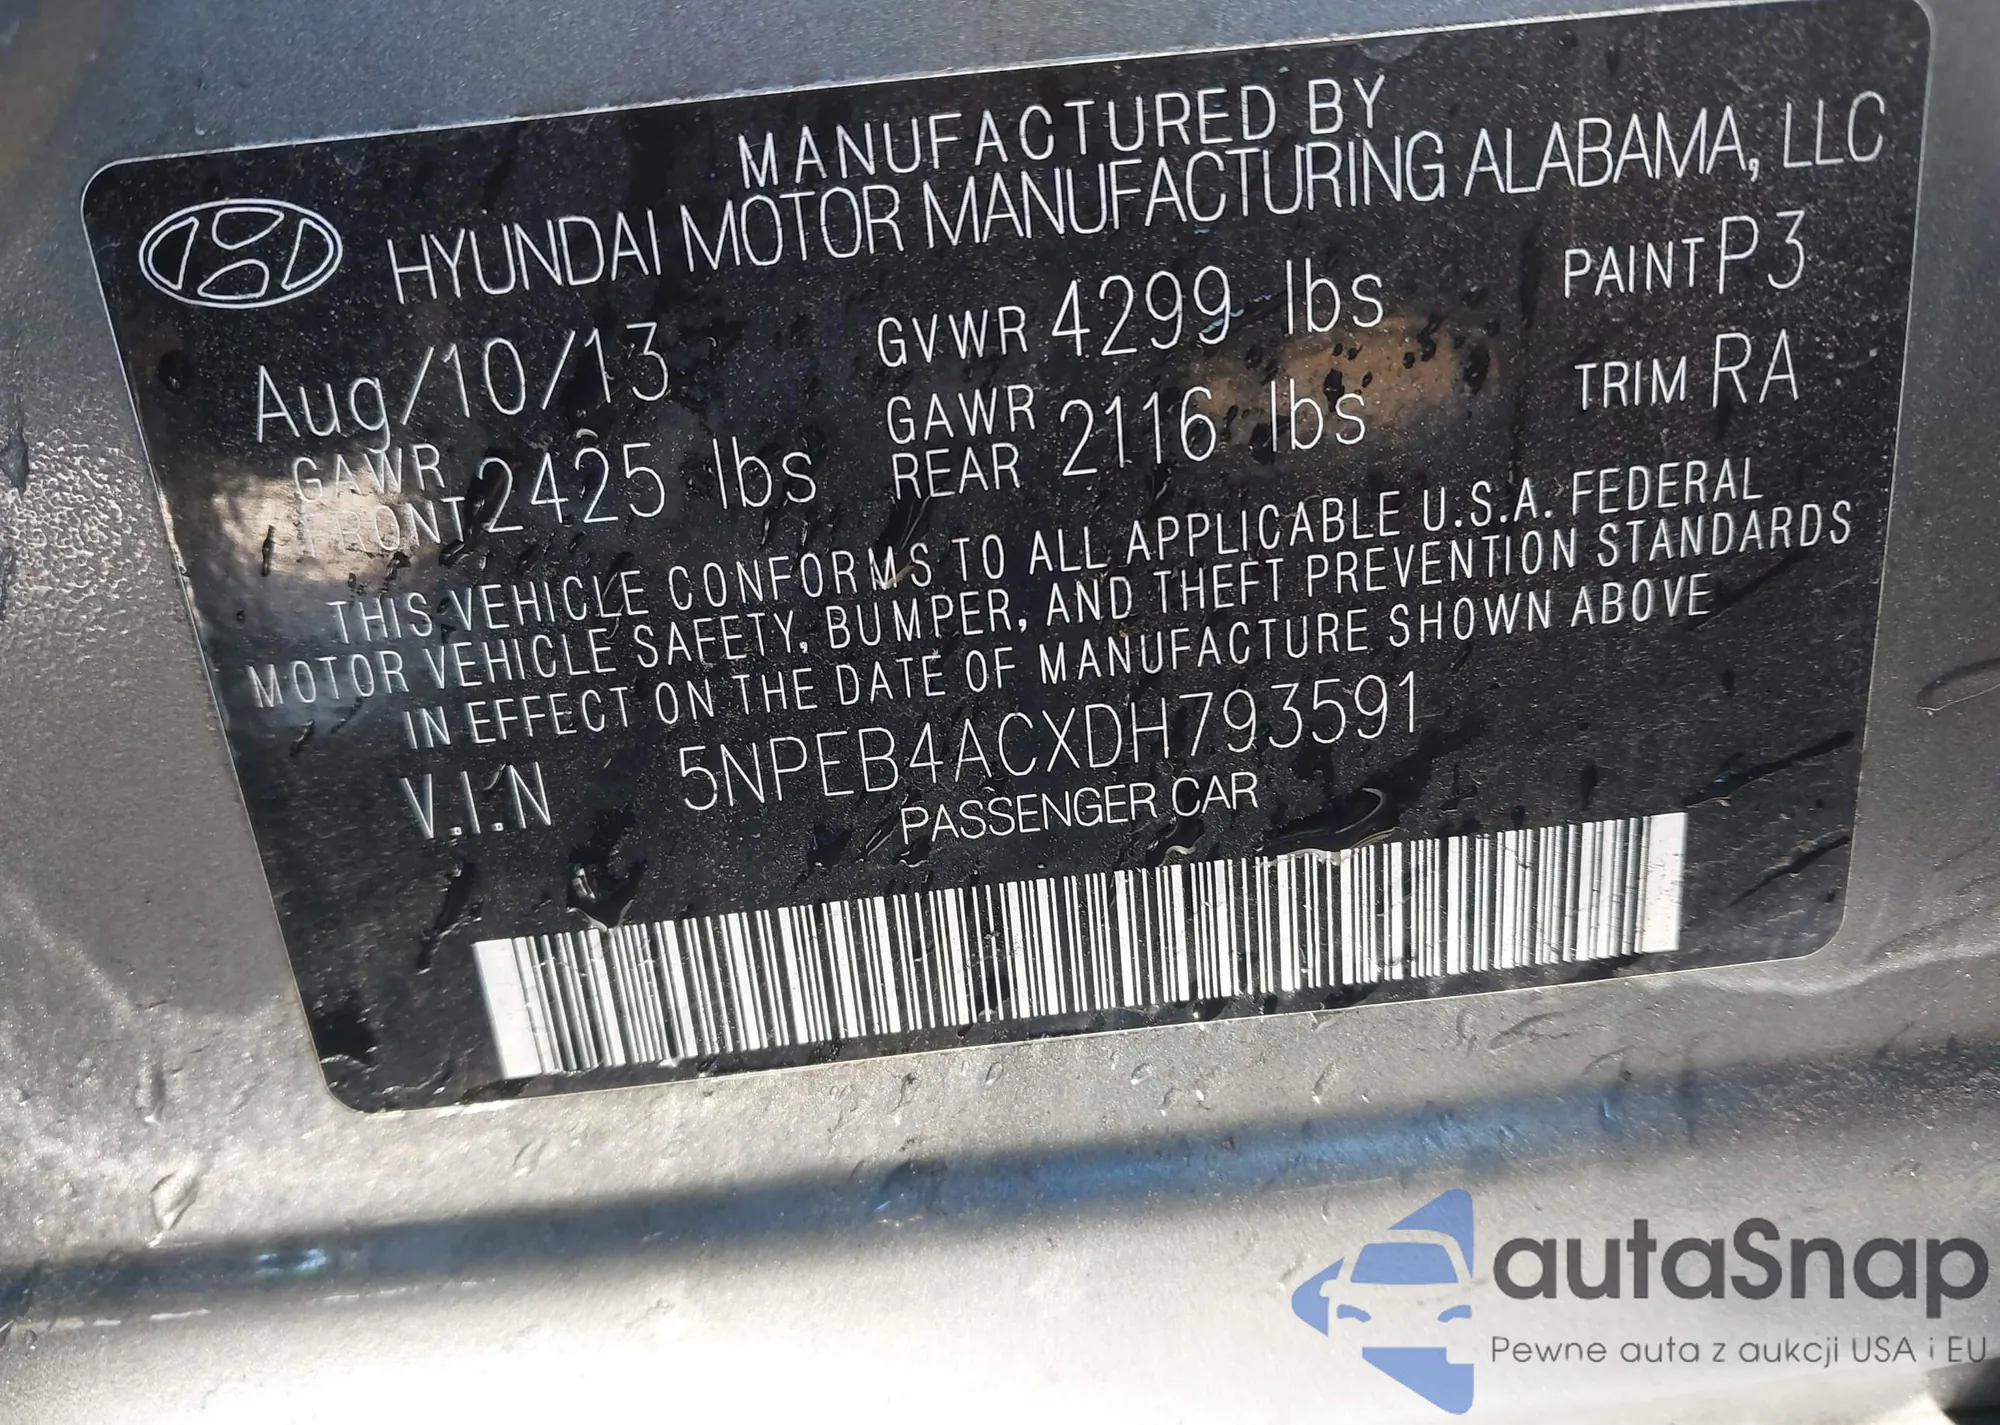 MANUFACTURED BY
HYUNDAI MOTOR MANUFACTURING ALABAMA, LLC
Aug/10/13 GVWR 4299 lbs PAINT P3
GAWR FRONT 2425 lbs GAWR REAR 2116 lbs TRIM RA
THIS VEHICLE CONFORMS TO ALL APPLICABLE U.S.A. FEDERAL
MOTOR VEHICLE SAFETY, BUMPER, AND THEFT PREVENTION STANDARDS
IN EFFECT ON THE DATE OF MANUFACTURE SHOWN ABOVE
V.I.N 5NPEB4ACXDH793591
PASSENGER CAR
autaSnap
Pewne auta z aukcji USA i EU